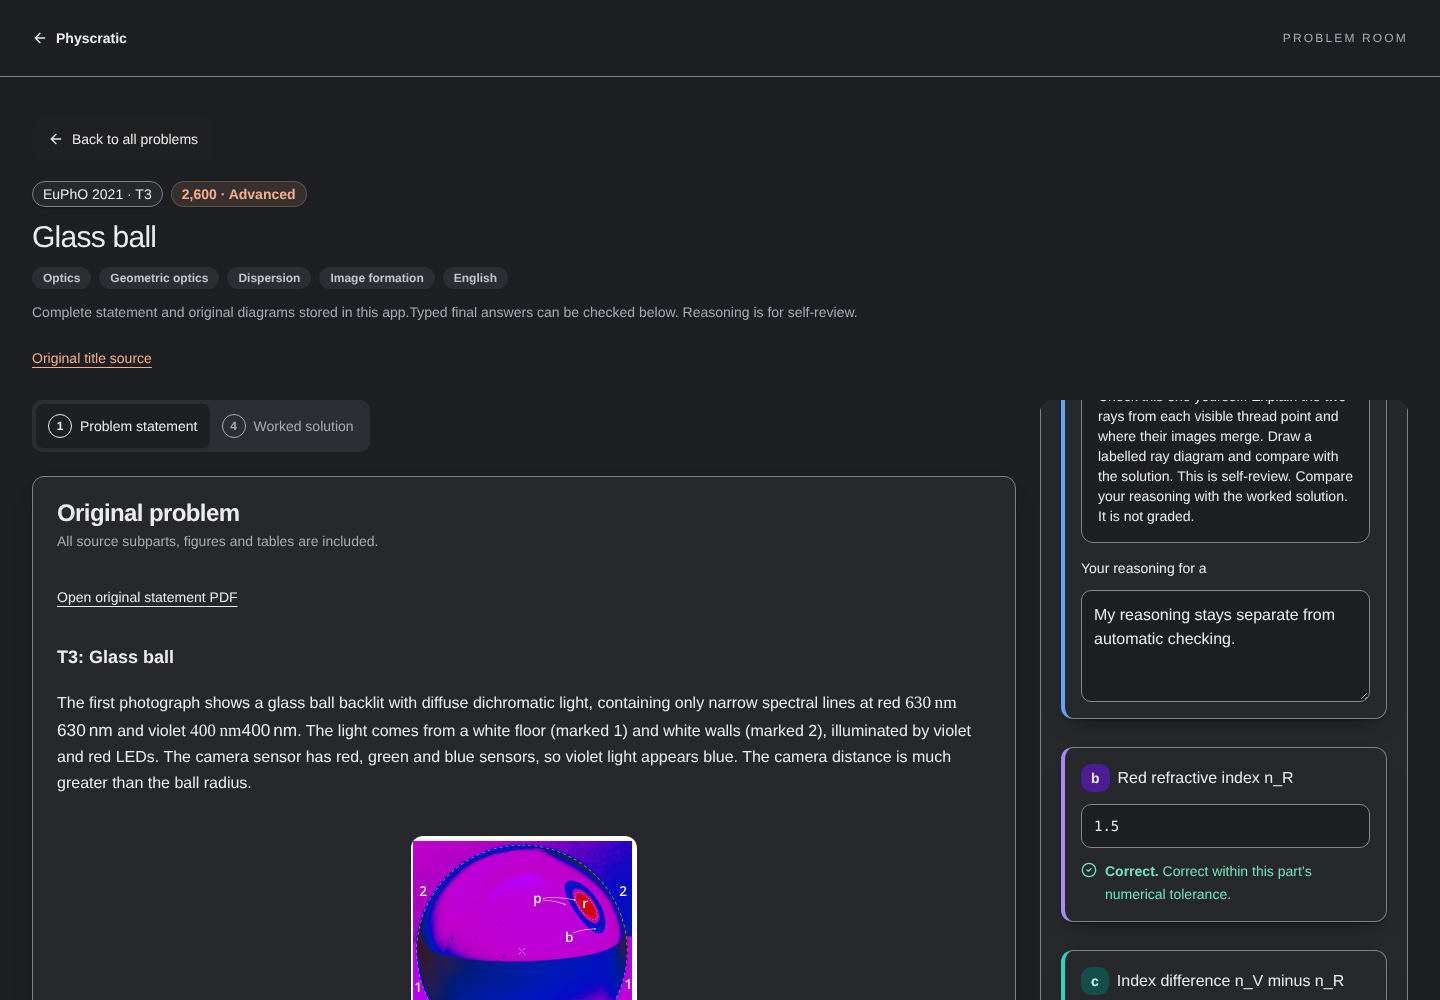 Physcratic
PROBLEM ROOM
Back to all problems
EuPhO 2021 · T3
2,600 · Advanced
Glass ball
Optics
Geometric optics
Dispersion
Image formation
English
Complete statement and original diagrams stored in this app.Typed final answers can be checked below. Reasoning is for self-review.
Original title source
1 Problem statement
4 Worked solution
Original problem
All source subparts, figures and tables are included.
Open original statement PDF
T3: Glass ball
The first photograph shows a glass ball backlit with diffuse dichromatic light, containing only narrow spectral lines at red 630 nm
630 nm and violet 400 nm400 nm. The light comes from a white floor (marked 1) and white walls (marked 2), illuminated by violet
and red LEDs. The camera sensor has red, green and blue sensors, so violet light appears blue. The camera distance is much
greater than the ball radius.
2
2
p
r
b
1
1
rays from each visible thread point and
where their images merge. Draw a
labelled ray diagram and compare with
the solution. This is self-review. Compare
your reasoning with the worked solution.
It is not graded.
Your reasoning for a
My reasoning stays separate from
automatic checking.
b Red refractive index n_R
1.5
Correct. Correct within this part's
numerical tolerance.
c Index difference n_V minus n_R